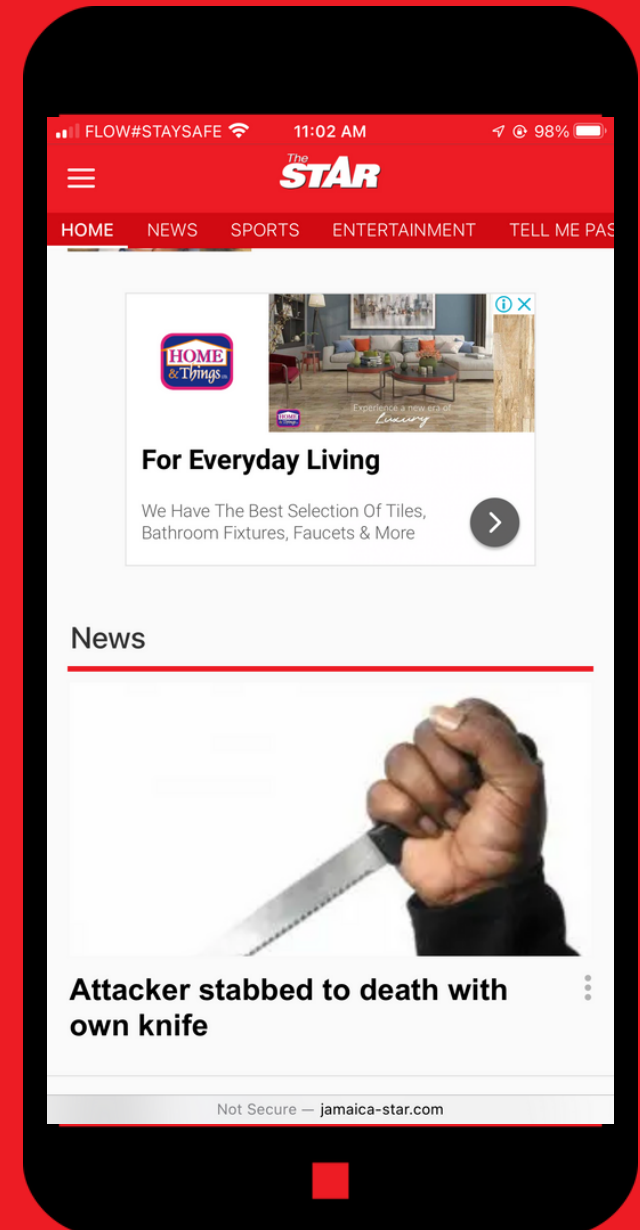 FLOW#STAYSAFE 11:02 AM 98%
The
STAR
HOME NEWS SPORTS ENTERTAINMENT TELL ME PAS
HOME
& Things
HOME
Experience a new era of
Luxury
For Everyday Living
We Have The Best Selection Of Tiles,
Bathroom Fixtures, Faucets & More
News
Attacker stabbed to death with
own knife
Not Secure — jamaica-star.com